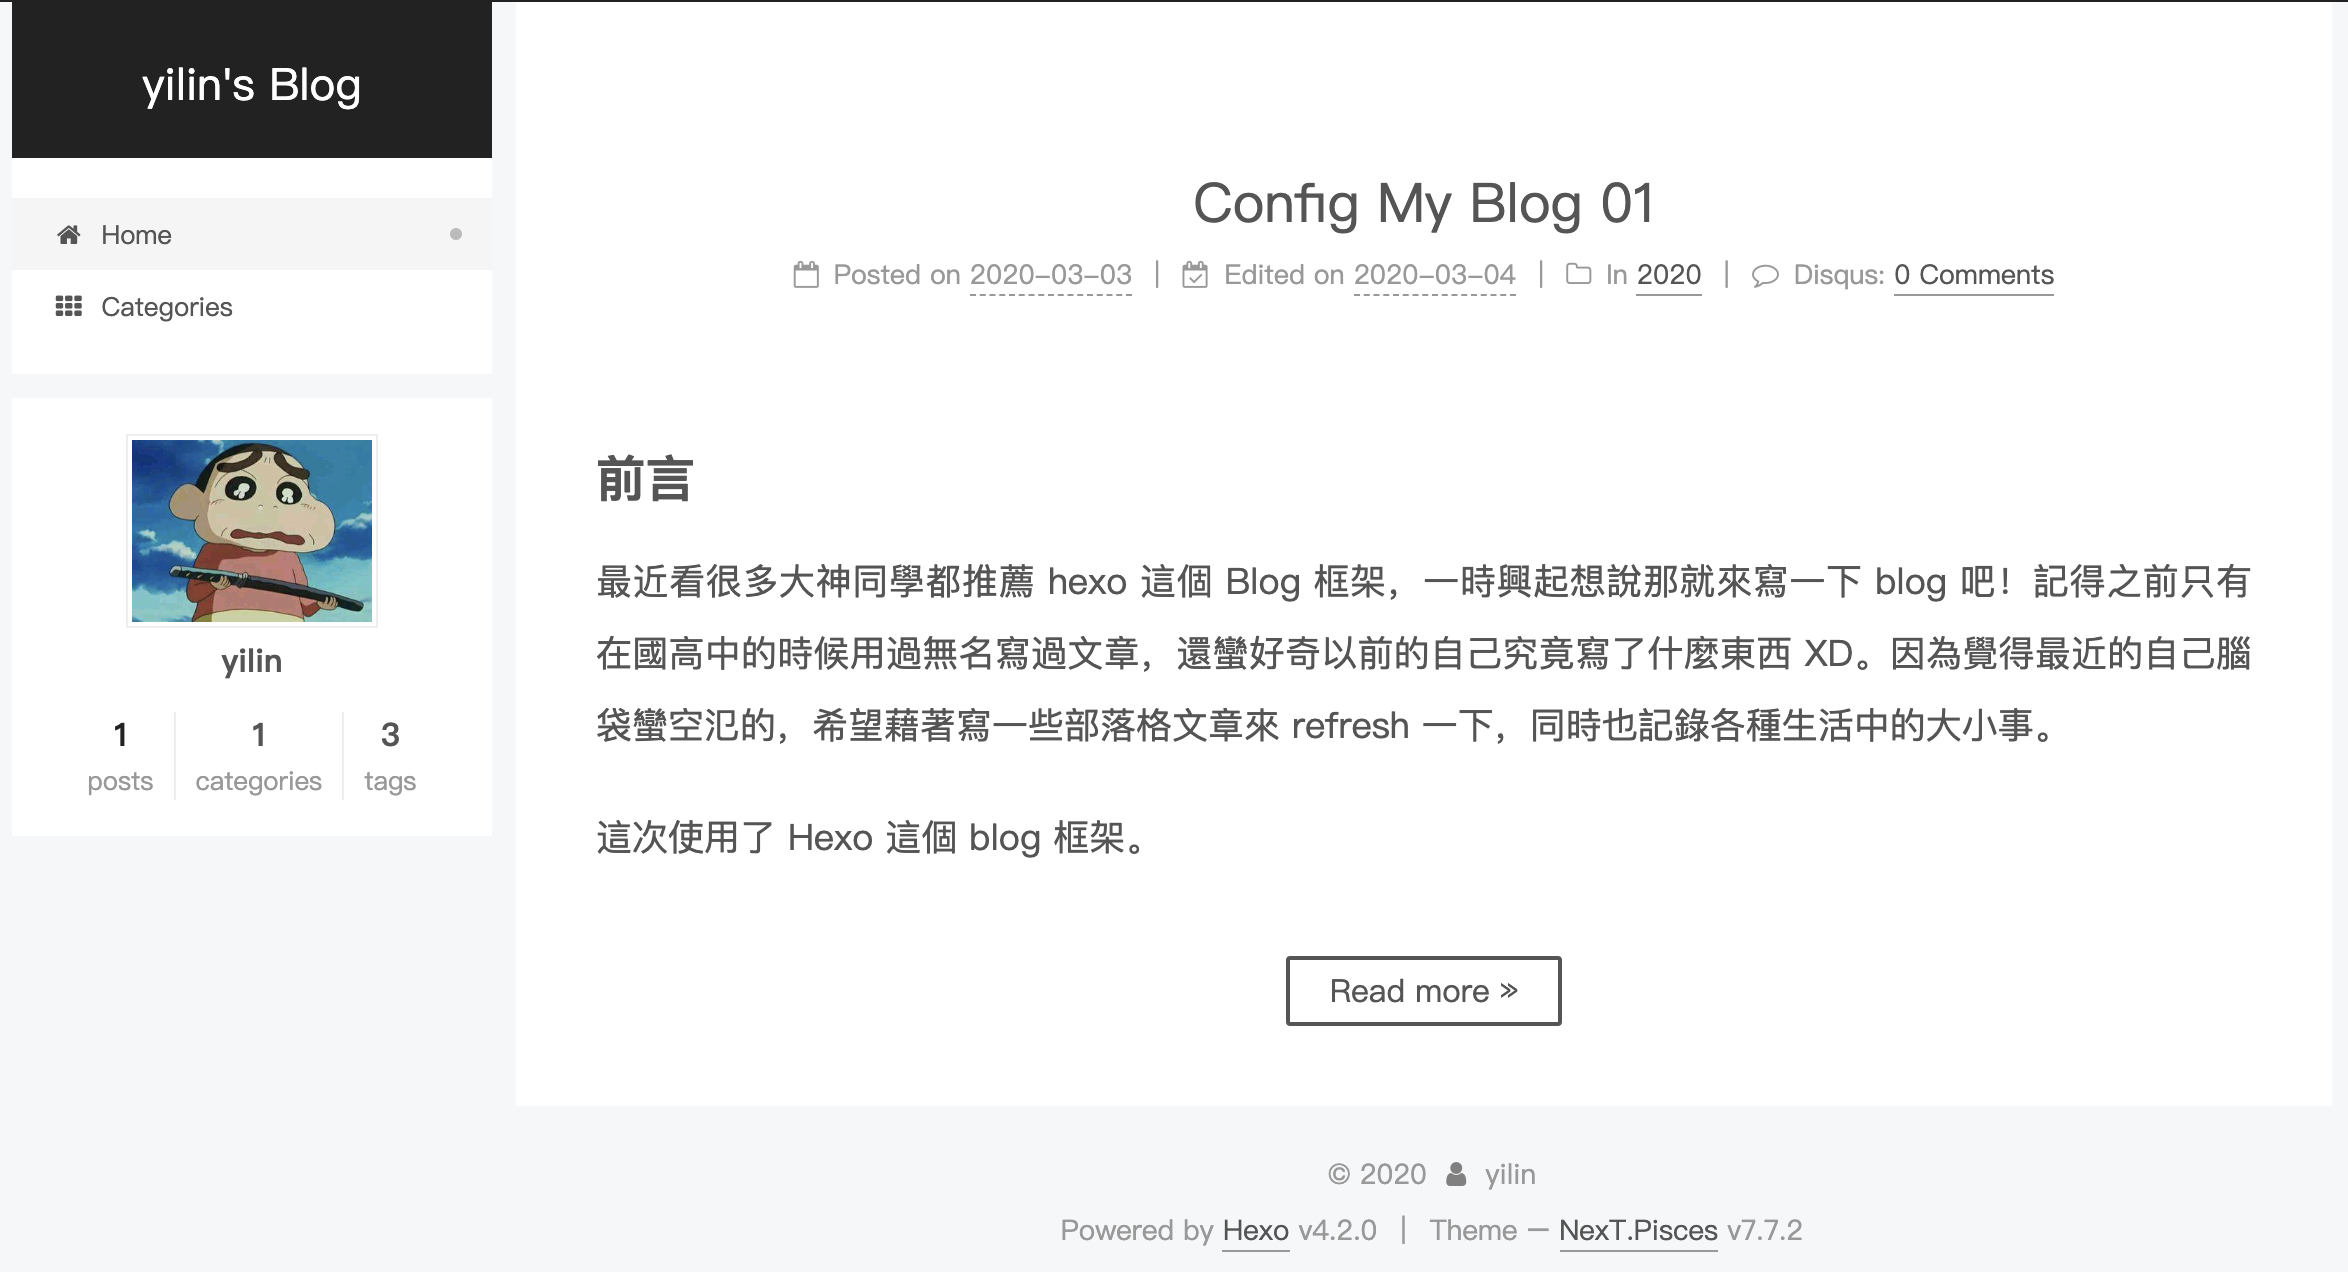 yilin's Blog
Home
Categories
yilin
1
posts
1
categories
3
tags
Config My Blog 01
Posted on 2020-03-03 | Edited on 2020-03-04 | In 2020 | Disqus: 0 Comments
前言
最近看很多大神同學都推薦 hexo 這個 Blog 框架，一時興起想說那就來寫一下 blog 吧！記得之前只有
在國高中的時候用過無名寫過文章，還蠻好奇以前的自己究竟寫了什麼東西 XD。因為覺得最近的自己腦
袋蠻空氾的，希望藉著寫一些部落格文章來 refresh 一下，同時也記錄各種生活中的大小事。
這次使用了 Hexo 這個 blog 框架。
Read more »
© 2020 yilin
Powered by Hexo v4.2.0 | Theme – NexT.Pisces v7.7.2